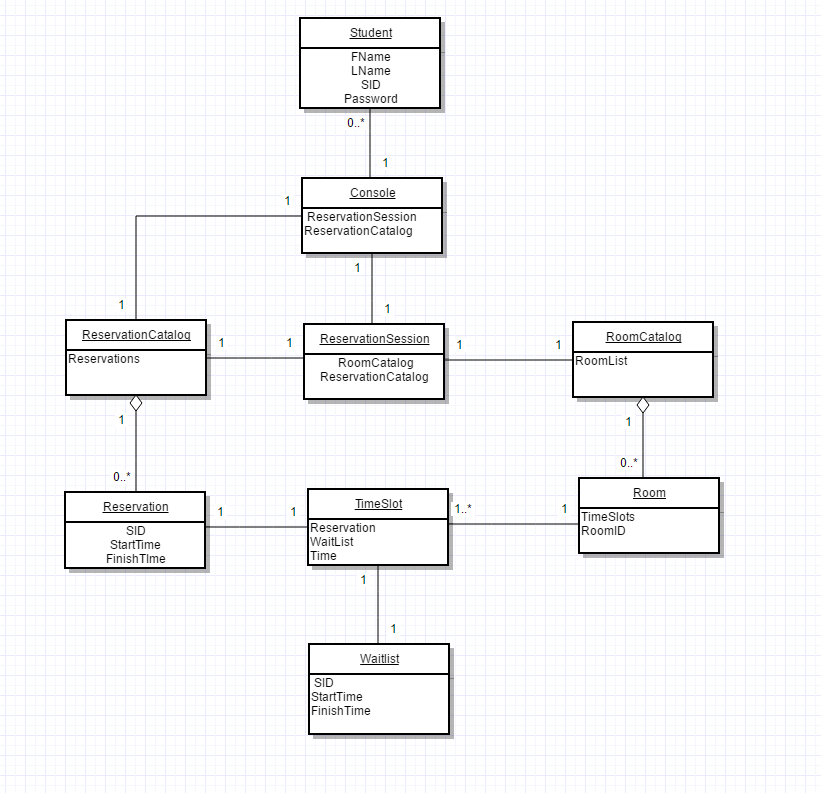 Student
FName
LName
SID
Password
0..*
1
Console
ReservationSession
ReservationCatalog
1
1
1
1
ReservationCatalog
Reservations
1
1
ReservationSession
RoomCatalog
ReservationCatalog
1
1
RoomCatalog
RoomList
1
0..*
1
0..*
Reservation
SID
StartTime
FinishTIme
1
1
TimeSlot
Reservation
WaitList
Time
1..*
1
Room
TimeSlots
RoomID
1
1
Waitlist
SID
StartTime
FinishTime